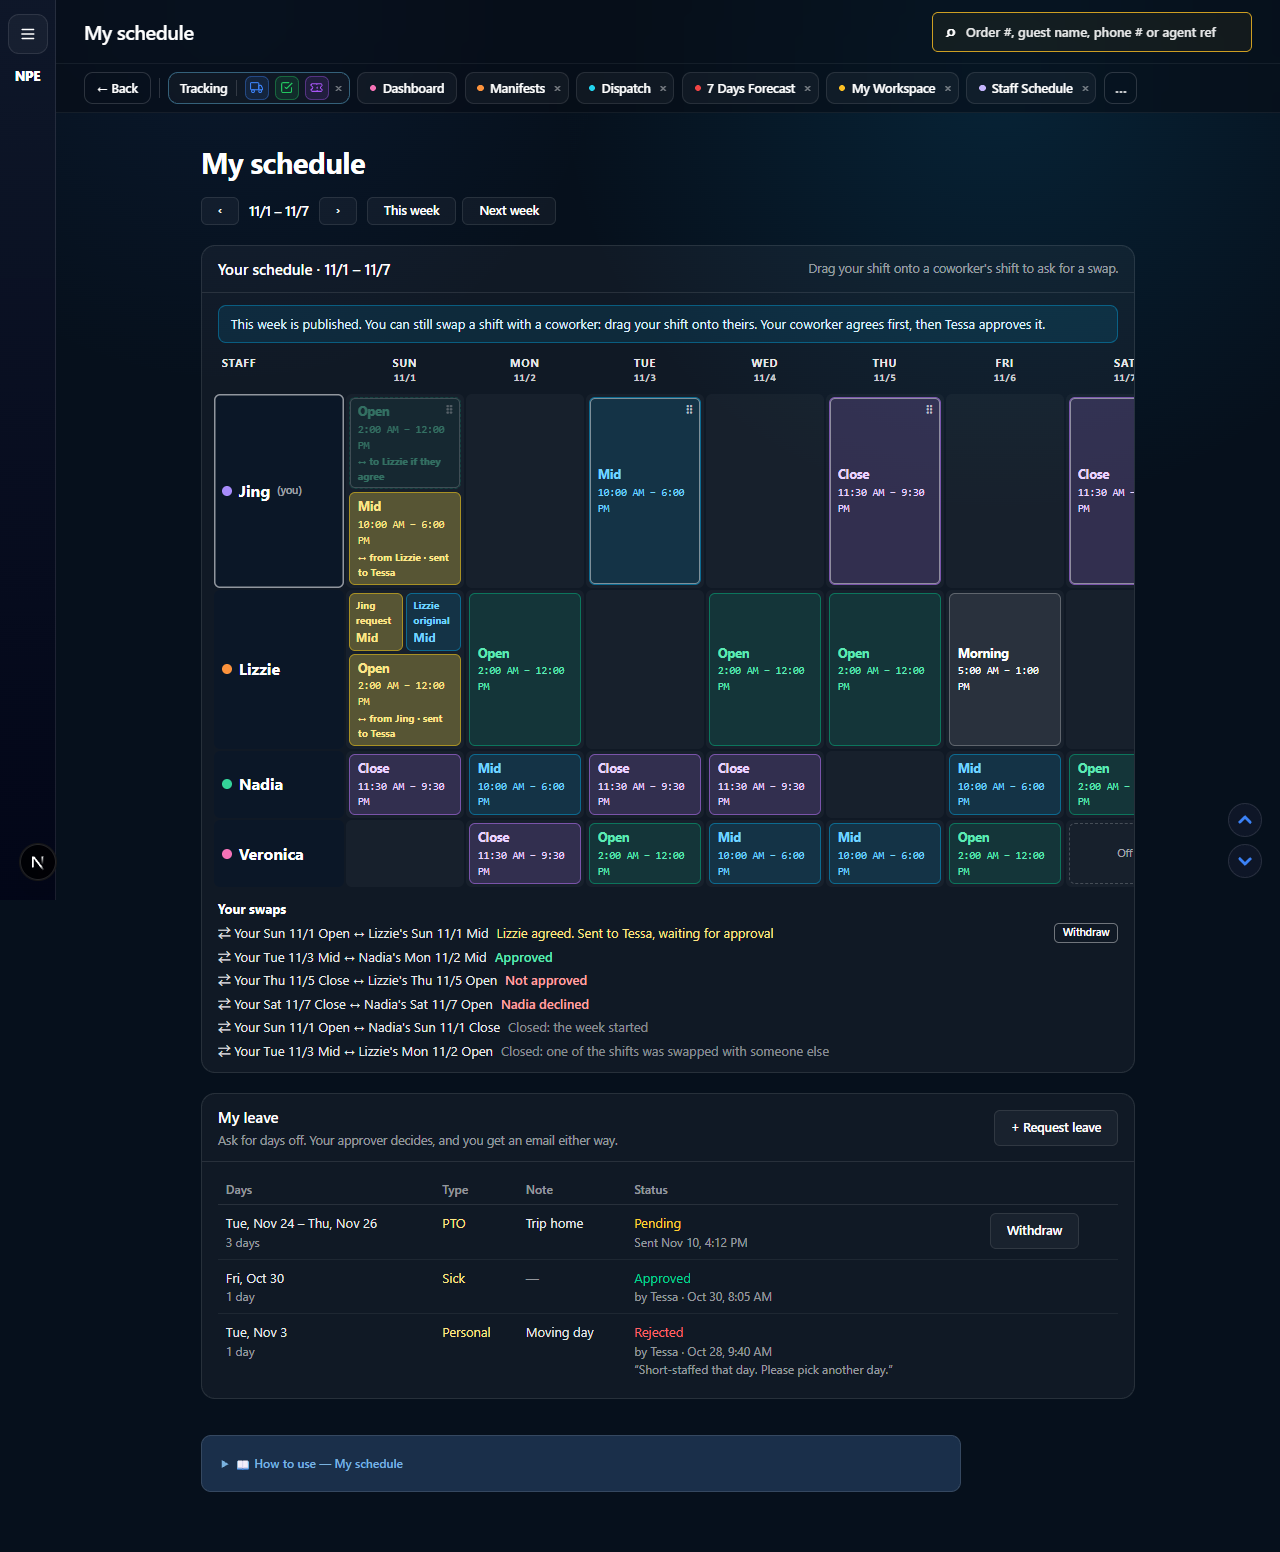 My schedule
Order #, guest name, phone # or agent ref
NPE
← Back
Tracking ×
Dashboard
Manifests ×
Dispatch ×
7 Days Forecast ×
My Workspace ×
Staff Schedule ×
...
My schedule
‹ 11/1 – 11/7 › This week Next week
Your schedule · 11/1 – 11/7
Drag your shift onto a coworker's shift to ask for a swap.
This week is published. You can still swap a shift with a coworker: drag your shift onto theirs. Your coworker agrees first, then Tessa approves it.
STAFF SUN MON TUE WED THU FRI SAT
11/1 11/2 11/3 11/4 11/5 11/6 11/7
Jing (you)
Open
2:00 AM – 12:00
PM
↔ to Lizzie if they
agree
Mid
10:00 AM – 6:00
PM
↔ from Lizzie · sent
to Tessa
Mid
10:00 AM – 6:00
PM
Close
11:30 AM – 9:30
PM
Close
11:30 AM –
PM
Lizzie
Jing
request
Mid
Lizzie
original
Mid
Open
2:00 AM – 12:00
PM
↔ from Jing · sent
to Tessa
Open
2:00 AM – 12:00
PM
Open
2:00 AM – 12:00
PM
Open
2:00 AM – 12:00
PM
Morning
5:00 AM – 1:00
PM
Nadia
Close
11:30 AM – 9:30
PM
Mid
10:00 AM – 6:00
PM
Close
11:30 AM – 9:30
PM
Close
11:30 AM – 9:30
PM
Mid
10:00 AM – 6:00
PM
Open
2:00 AM –
PM
Veronica
Close
11:30 AM – 9:30
PM
Open
2:00 AM – 12:00
PM
Mid
10:00 AM – 6:00
PM
Mid
10:00 AM – 6:00
PM
Open
2:00 AM – 12:00
PM
Off
N
Your swaps
⇄ Your Sun 11/1 Open ↔ Lizzie's Sun 11/1 Mid Lizzie agreed. Sent to Tessa, waiting for approval Withdraw
⇄ Your Tue 11/3 Mid ↔ Nadia's Mon 11/2 Mid Approved
⇄ Your Thu 11/5 Close ↔ Lizzie's Thu 11/5 Open Not approved
⇄ Your Sat 11/7 Close ↔ Nadia's Sat 11/7 Open Nadia declined
⇄ Your Sun 11/1 Open ↔ Nadia's Sun 11/1 Close Closed: the week started
⇄ Your Tue 11/3 Mid ↔ Lizzie's Mon 11/2 Open Closed: one of the shifts was swapped with someone else
My leave
Ask for days off. Your approver decides, and you get an email either way.
+ Request leave
Days Type Note Status
Tue, Nov 24 – Thu, Nov 26 PTO Trip home Pending Withdraw
3 days Sent Nov 10, 4:12 PM
Fri, Oct 30 Sick — Approved
1 day by Tessa · Oct 30, 8:05 AM
Tue, Nov 3 Personal Moving day Rejected
1 day by Tessa · Oct 28, 9:40 AM
“Short-staffed that day. Please pick another day.”
▸ 📖 How to use — My schedule